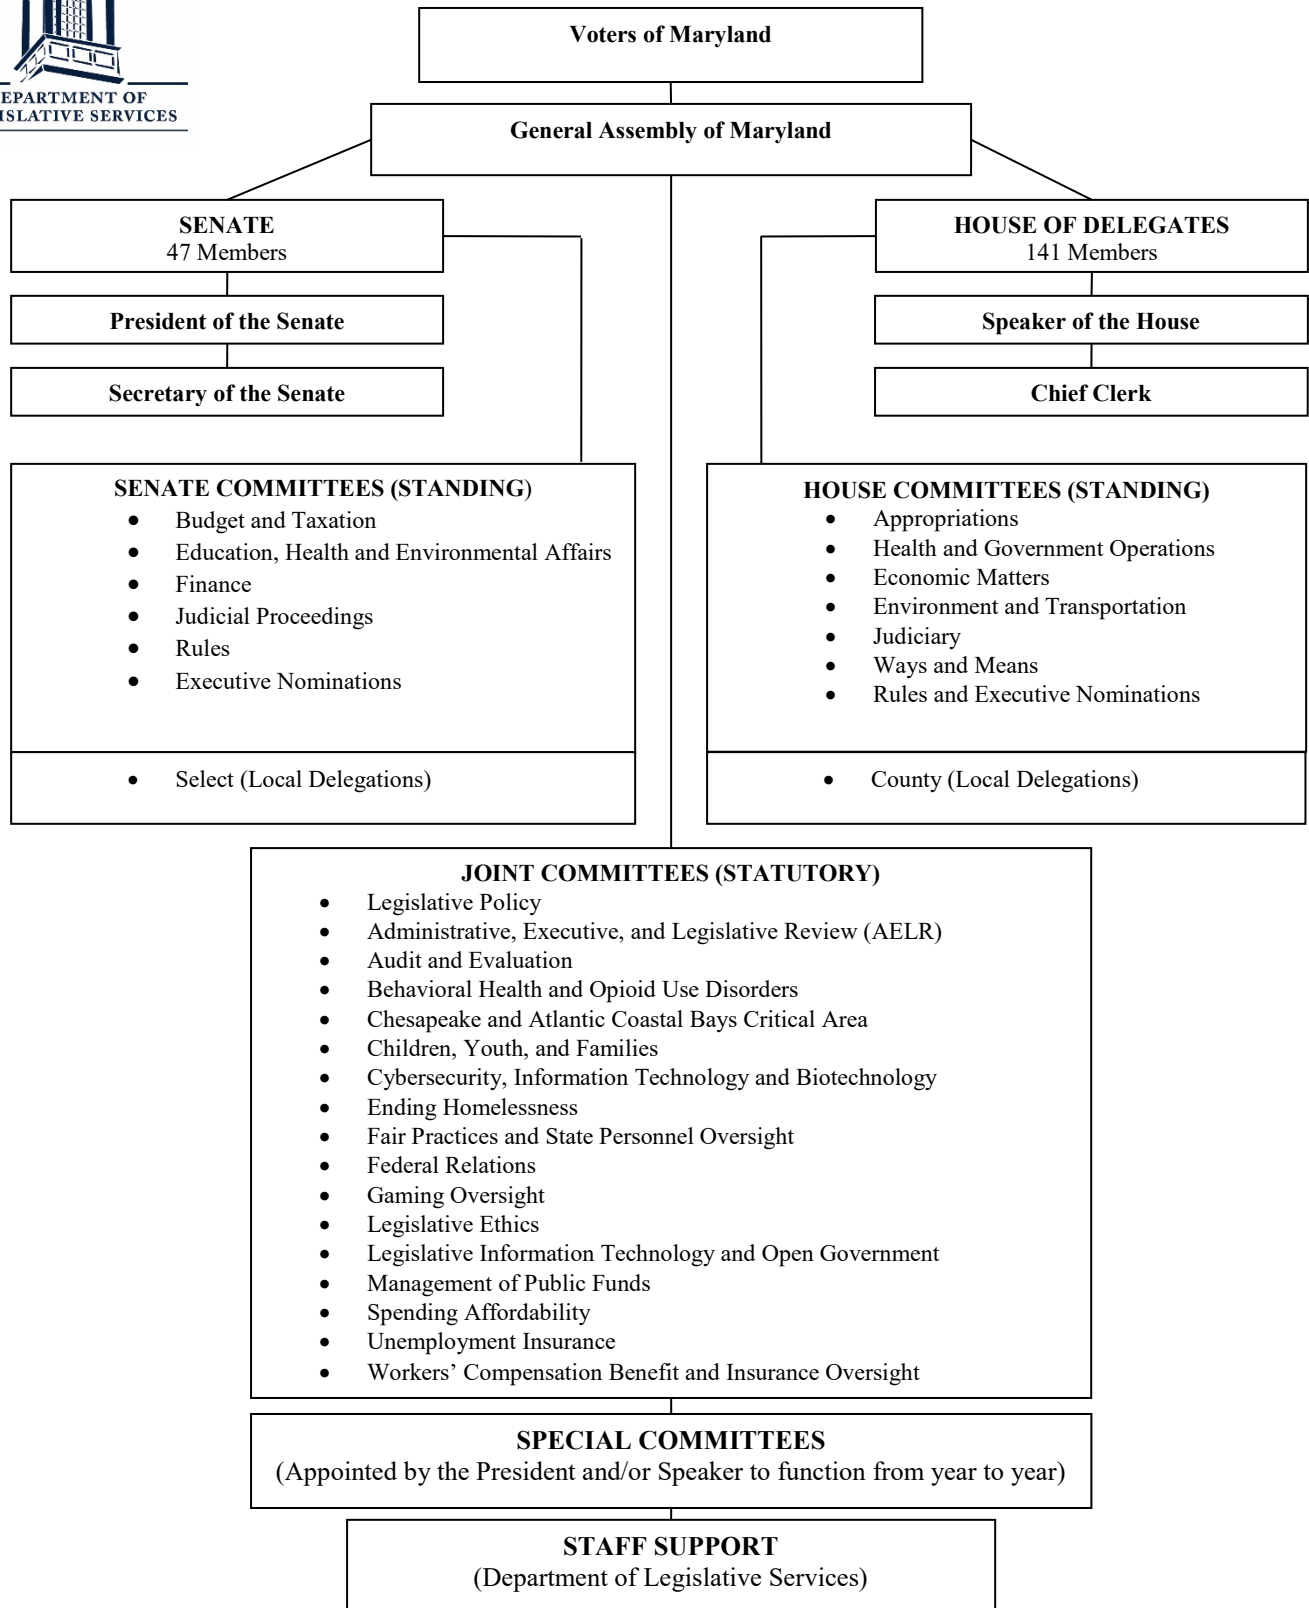 EPARTMENT OF
ISLATIVE SERVICES
Voters of Maryland
General Assembly of Maryland
SENATE
47 Members
HOUSE OF DELEGATES
141 Members
President of the Senate
Speaker of the House
Secretary of the Senate
Chief Clerk
SENATE COMMITTEES (STANDING)
• Budget and Taxation
• Education, Health and Environmental Affairs
• Finance
• Judicial Proceedings
• Rules
• Executive Nominations
• Select (Local Delegations)
HOUSE COMMITTEES (STANDING)
• Appropriations
• Health and Government Operations
• Economic Matters
• Environment and Transportation
• Judiciary
• Ways and Means
• Rules and Executive Nominations
• County (Local Delegations)
JOINT COMMITTEES (STATUTORY)
• Legislative Policy
• Administrative, Executive, and Legislative Review (AELR)
• Audit and Evaluation
• Behavioral Health and Opioid Use Disorders
• Chesapeake and Atlantic Coastal Bays Critical Area
• Children, Youth, and Families
• Cybersecurity, Information Technology and Biotechnology
• Ending Homelessness
• Fair Practices and State Personnel Oversight
• Federal Relations
• Gaming Oversight
• Legislative Ethics
• Legislative Information Technology and Open Government
• Management of Public Funds
• Spending Affordability
• Unemployment Insurance
• Workers’ Compensation Benefit and Insurance Oversight
SPECIAL COMMITTEES
(Appointed by the President and/or Speaker to function from year to year)
STAFF SUPPORT
(Department of Legislative Services)